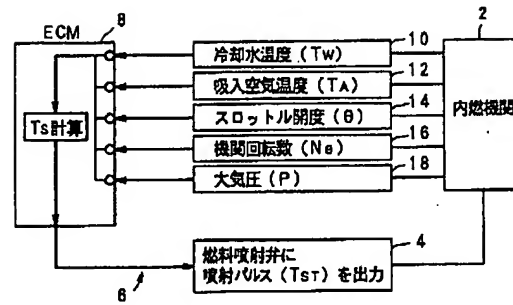 ECM
8
Ts計算
冷却水温度(Tw)
10
吸入空気温度(TA)
12
スロットル開度(θ)
14
機関回転数(Ne)
16
大気圧(P)
18
2
内燃機関
燃料噴射弁に
噴射パルス(TST)を出力
4
6